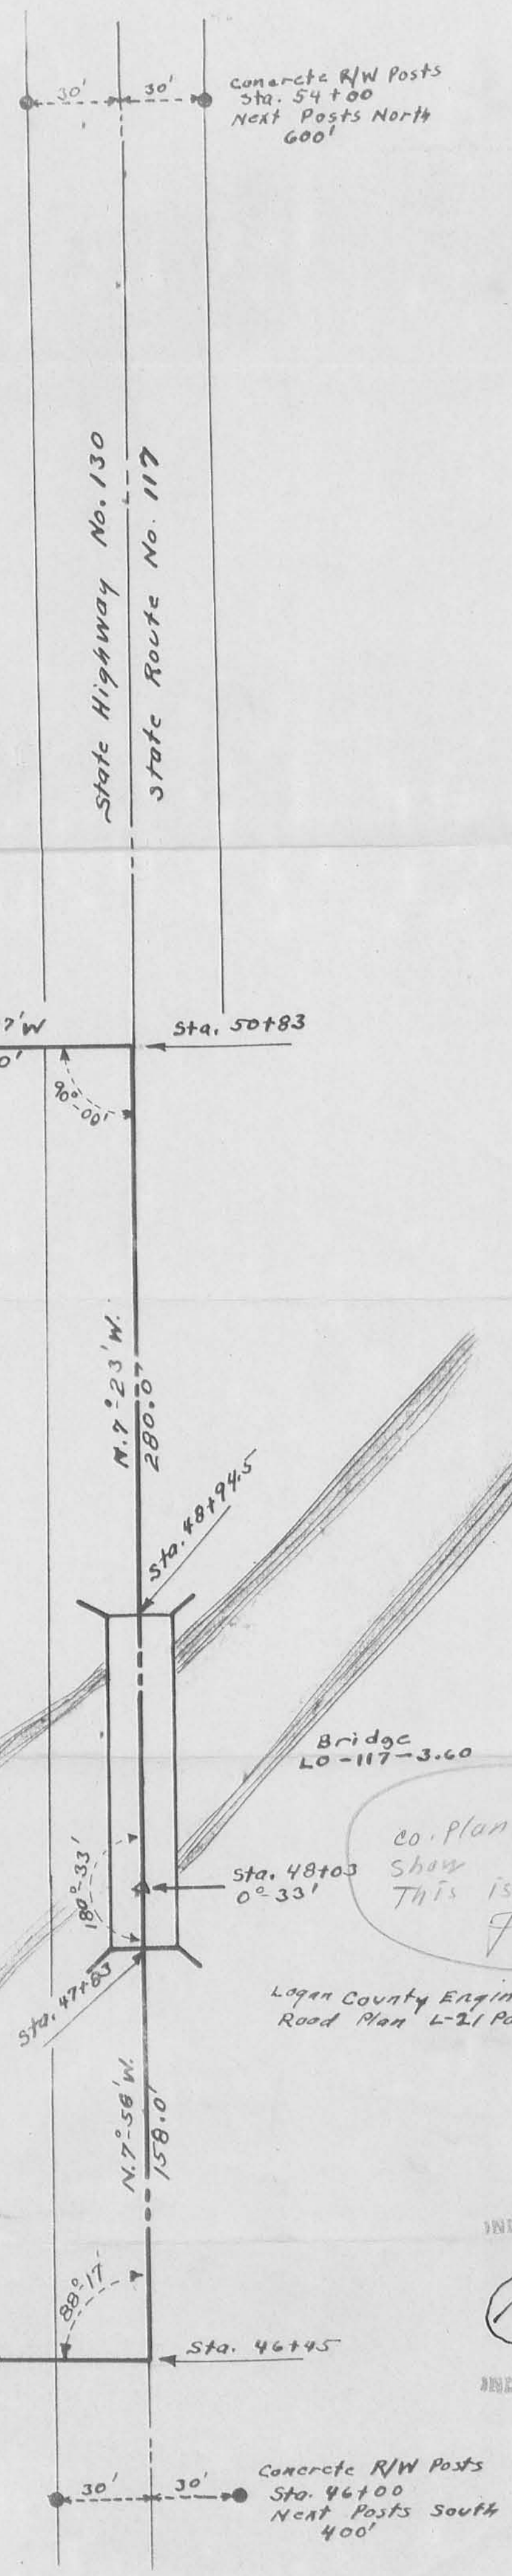 30'
30'
Concrete R/W Posts
Sta. 54+00
Next Posts North
600'
State Highway No. 130
State Route No. 117
7'W
0'
Sta. 50+83
90°-00'
N. 7°-23' W.
280.0'
Sta. 48+94.5
Bridge
LO-117-3.60
Co. Plan
Show
This is
180°-33'
Sta. 48+03
0°-33'
Sta. 47+83
Logan County Engin
Road Plan L-21 Pa
N. 7°-56' W.
158.0'
88°-17'
Sta. 46+45
30'
30'
Concrete R/W Posts
Sta. 46+00
Next Posts South
400'